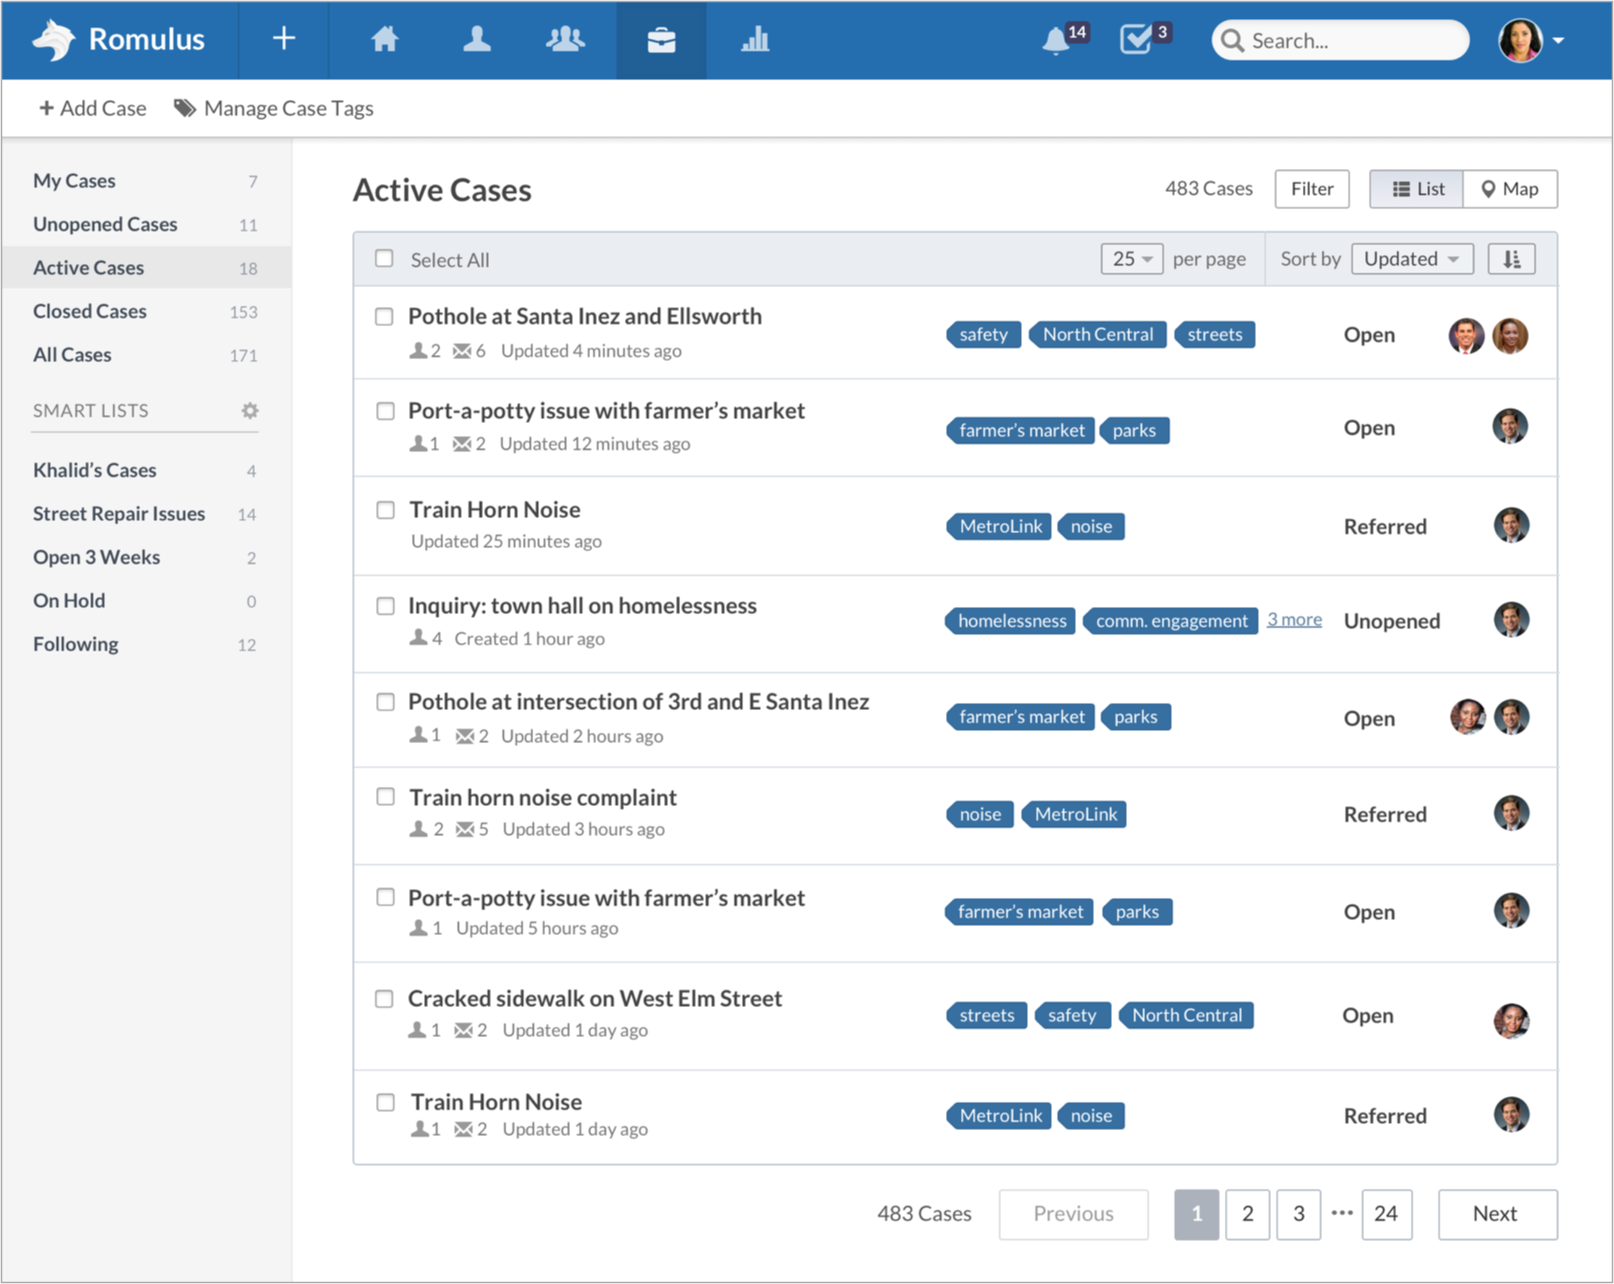 Romulus
14
3
Search...
+ Add Case Manage Case Tags
My Cases 7
Unopened Cases 11
Active Cases 18
Closed Cases 153
All Cases 171
SMART LISTS
Khalid’s Cases 4
Street Repair Issues 14
Open 3 Weeks 2
On Hold 0
Following 12
Active Cases
483 Cases Filter List Map
Select All 25 per page Sort by Updated
Pothole at Santa Inez and Ellsworth
2 6 Updated 4 minutes ago
safety North Central streets Open
Port-a-potty issue with farmer’s market
1 2 Updated 12 minutes ago
farmer’s market parks Open
Train Horn Noise
Updated 25 minutes ago
MetroLink noise Referred
Inquiry: town hall on homelessness
4 Created 1 hour ago
homelessness comm. engagement 3 more Unopened
Pothole at intersection of 3rd and E Santa Inez
1 2 Updated 2 hours ago
farmer’s market parks Open
Train horn noise complaint
2 5 Updated 3 hours ago
noise MetroLink Referred
Port-a-potty issue with farmer’s market
1 Updated 5 hours ago
farmer’s market parks Open
Cracked sidewalk on West Elm Street
1 2 Updated 1 day ago
streets safety North Central Open
Train Horn Noise
1 2 Updated 1 day ago
MetroLink noise Referred
483 Cases Previous 1 2 3 ••• 24 Next